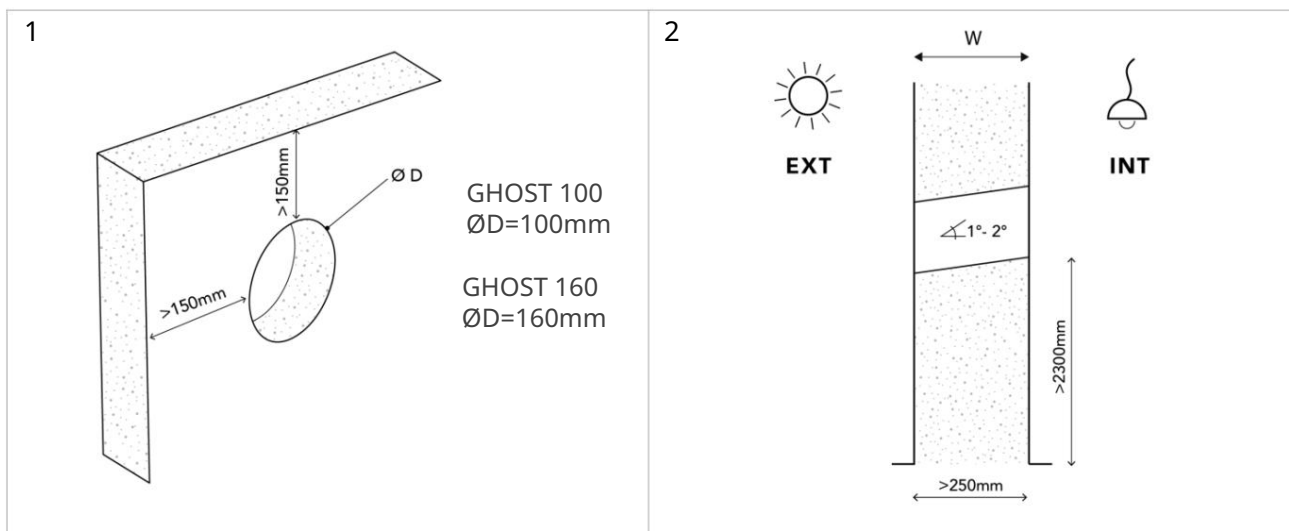 1
>150mm
Ø D
>150mm
GHOST 100
ØD=100mm
GHOST 160
ØD=160mm
2
W
EXT
INT
1°- 2°
>2300mm
>250mm